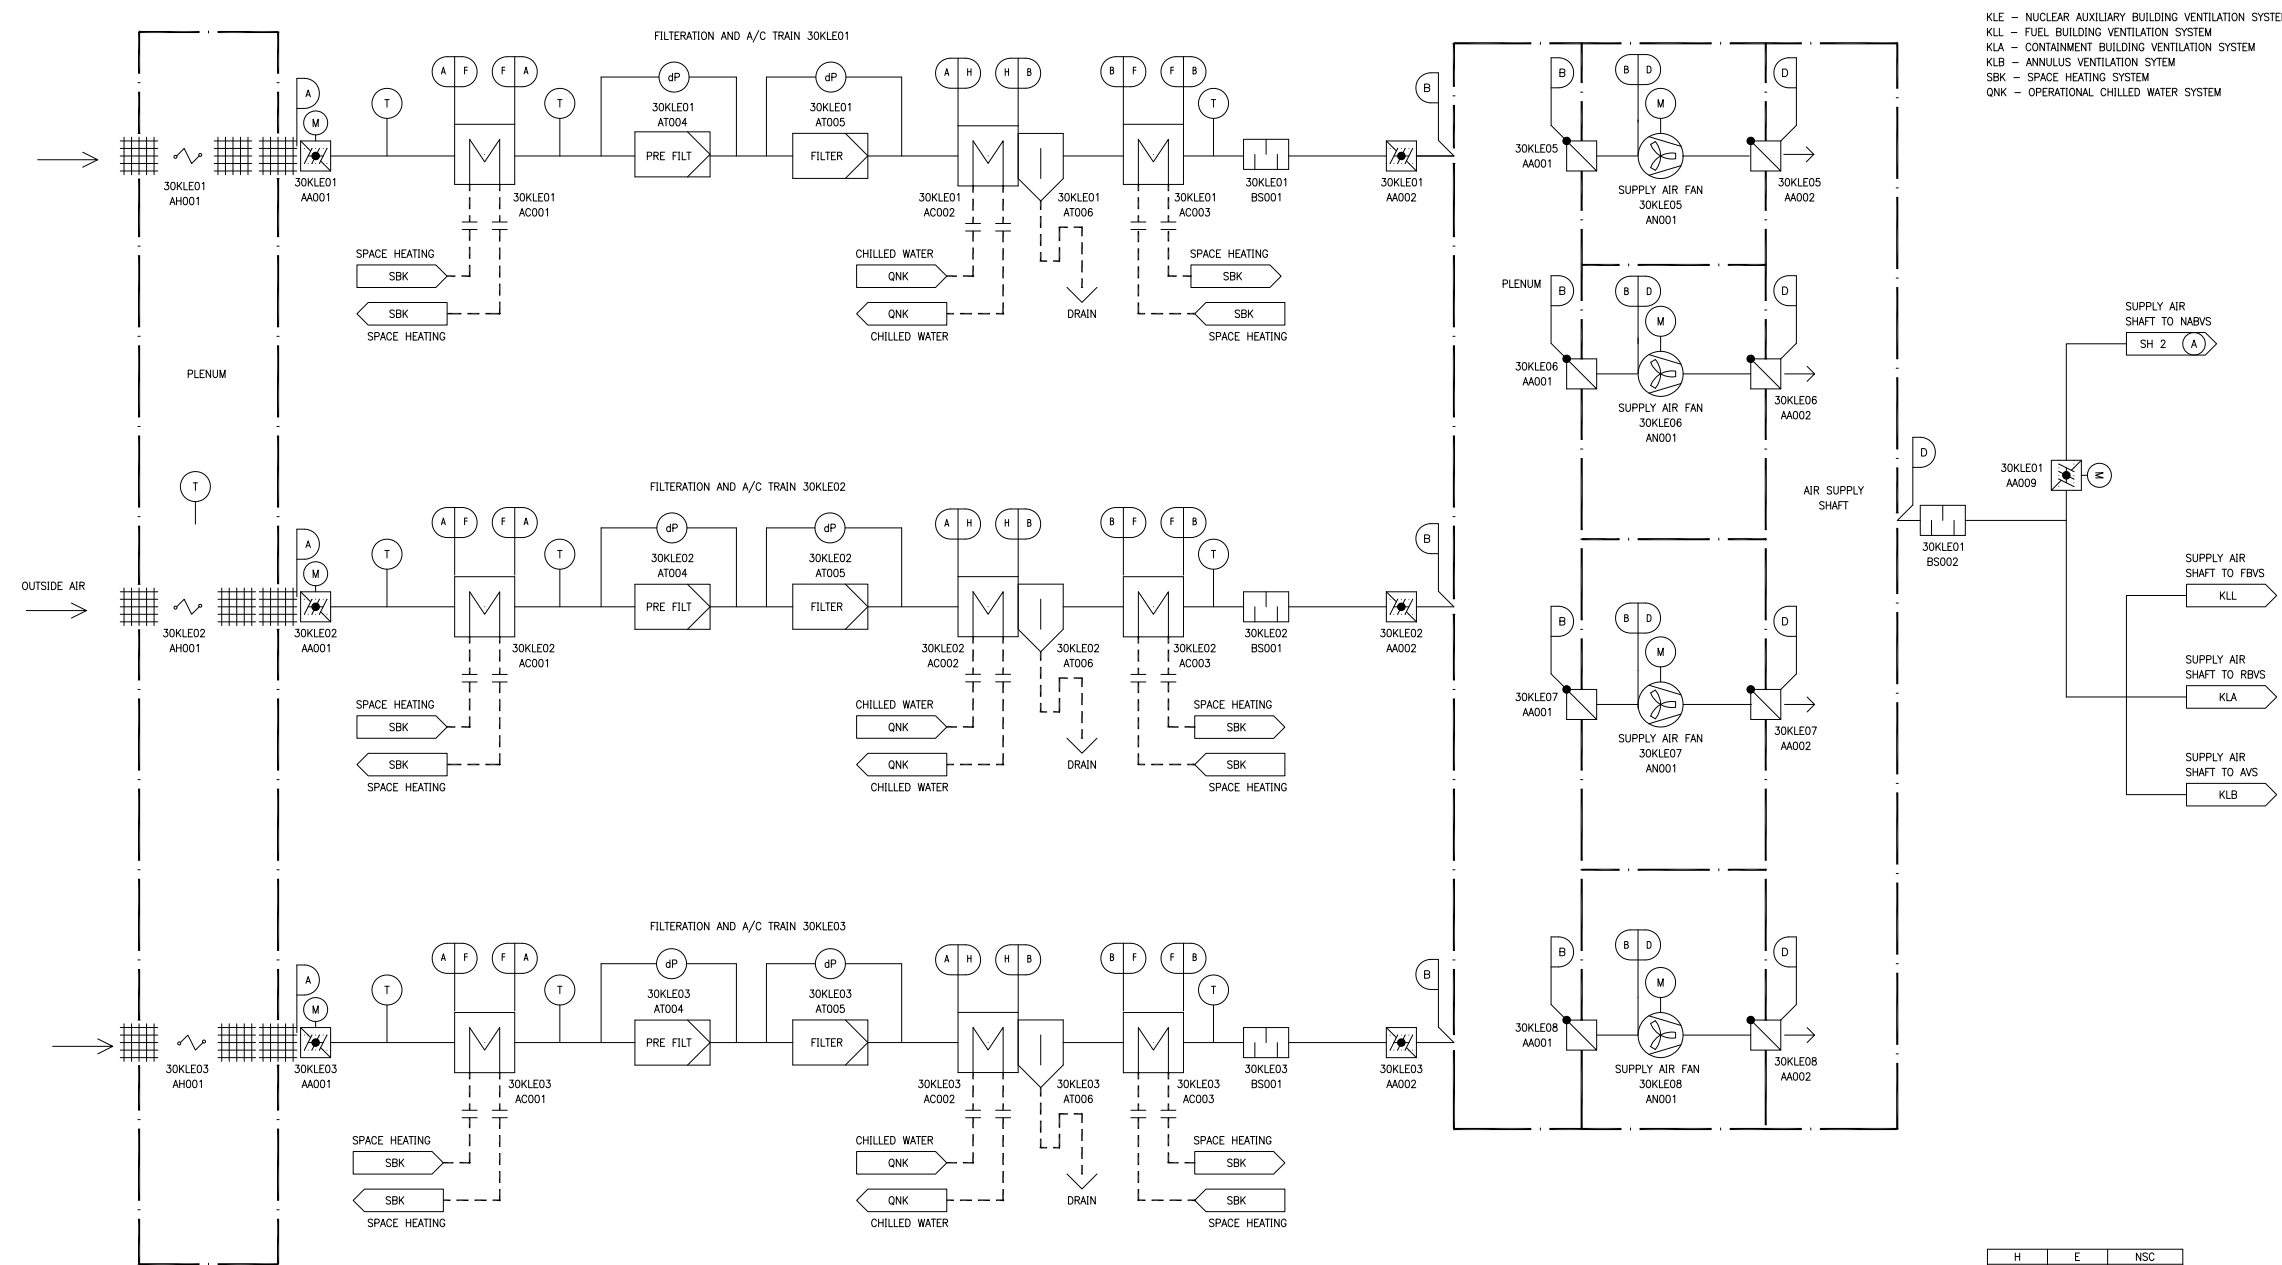 KLE – NUCLEAR AUXILIARY BUILDING VENTILATION SYSTE
KLL – FUEL BUILDING VENTILATION SYSTEM
KLA – CONTAINMENT BUILDING VENTILATION SYSTEM
KLB – ANNULUS VENTILATION SYTEM
SBK – SPACE HEATING SYSTEM
QNK – OPERATIONAL CHILLED WATER SYSTEM
FILTERATION AND A/C TRAIN 30KLE01
A
M
T
A F
F A
T
dP
dP
A H
H B
B F
F B
T
B
30KLE01
AT004
30KLE01
AT005
PRE FILT
FILTER
30KLE01
AH001
30KLE01
AA001
30KLE01
AC001
30KLE01
AC002
30KLE01
AT006
30KLE01
AC003
30KLE01
BS001
30KLE01
AA002
SPACE HEATING
SBK
SBK
SPACE HEATING
CHILLED WATER
QNK
QNK
CHILLED WATER
DRAIN
SPACE HEATING
SBK
SBK
SPACE HEATING
B
B D
M
D
30KLE05
AA001
SUPPLY AIR FAN
30KLE05
AN001
30KLE05
AA002
PLENUM
B
B D
M
D
30KLE06
AA001
SUPPLY AIR FAN
30KLE06
AN001
30KLE06
AA002
PLENUM
T
OUTSIDE AIR
FILTERATION AND A/C TRAIN 30KLE02
A
M
T
A F
F A
T
dP
dP
A H
H B
B F
F B
T
B
30KLE02
AT004
30KLE02
AT005
PRE FILT
FILTER
30KLE02
AH001
30KLE02
AA001
30KLE02
AC001
30KLE02
AC002
30KLE02
AT006
30KLE02
AC003
30KLE02
BS001
30KLE02
AA002
SPACE HEATING
SBK
SBK
SPACE HEATING
CHILLED WATER
QNK
QNK
CHILLED WATER
DRAIN
SPACE HEATING
SBK
SBK
SPACE HEATING
B
B D
M
D
30KLE07
AA001
SUPPLY AIR FAN
30KLE07
AN001
30KLE07
AA002
AIR SUPPLY
SHAFT
D
30KLE01
BS002
30KLE01
AA009
M
SUPPLY AIR
SHAFT TO NABVS
SH 2 A
SUPPLY AIR
SHAFT TO FBVS
KLL
SUPPLY AIR
SHAFT TO RBVS
KLA
SUPPLY AIR
SHAFT TO AVS
KLB
FILTERATION AND A/C TRAIN 30KLE03
A
M
T
A F
F A
T
dP
dP
A H
H B
B F
F B
T
B
30KLE03
AT004
30KLE03
AT005
PRE FILT
FILTER
30KLE03
AH001
30KLE03
AA001
30KLE03
AC001
30KLE03
AC002
30KLE03
AT006
30KLE03
AC003
30KLE03
BS001
30KLE03
AA002
SPACE HEATING
SBK
SBK
SPACE HEATING
CHILLED WATER
QNK
QNK
CHILLED WATER
DRAIN
SPACE HEATING
SBK
SBK
SPACE HEATING
B
B D
M
D
30KLE08
AA001
SUPPLY AIR FAN
30KLE08
AN001
30KLE08
AA002
H E NSC